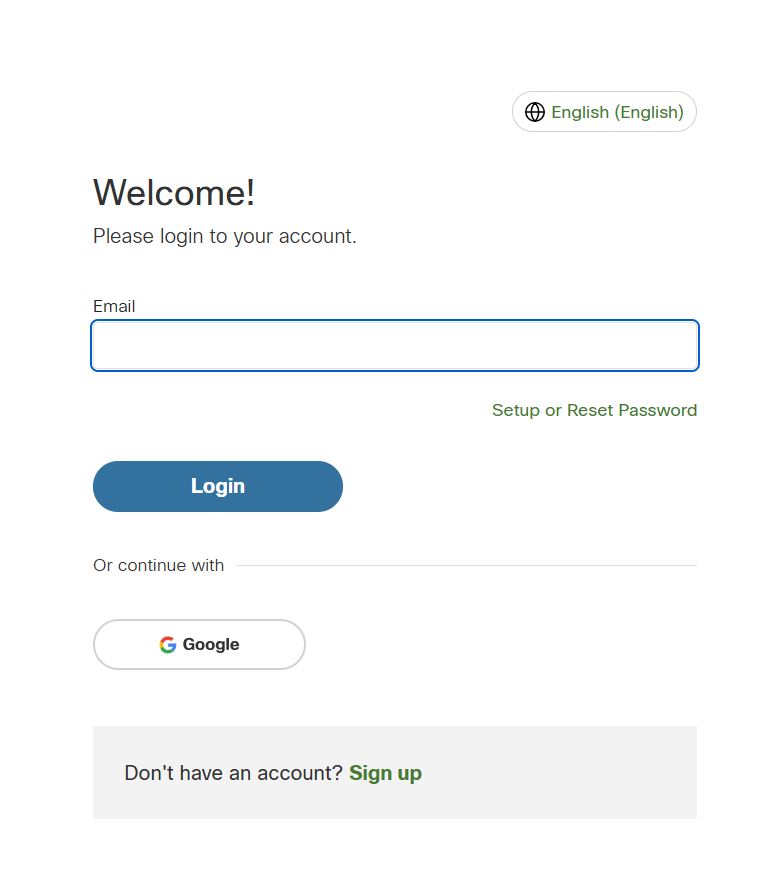 English (English)
Welcome!
Please login to your account.
Email
Setup or Reset Password
Login
Or continue with
Google
Don't have an account? Sign up